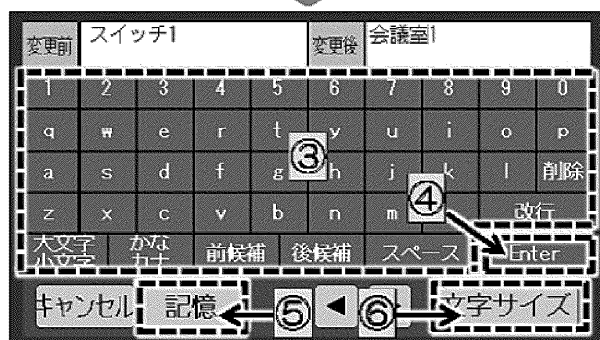 変更前 スイッチ1 変更後 会議室1
1 2 3 4 5 6 7 8 9 0
q w e r t y u i o p
③
a s d f g h j k l 削除
④
z x c v b n m 改行
大文字 小文字 かな カナ 前候補 後候補 スペース Enter
キャンセル 記憶 ⑤ ◀ ⑥ 文字サイズ